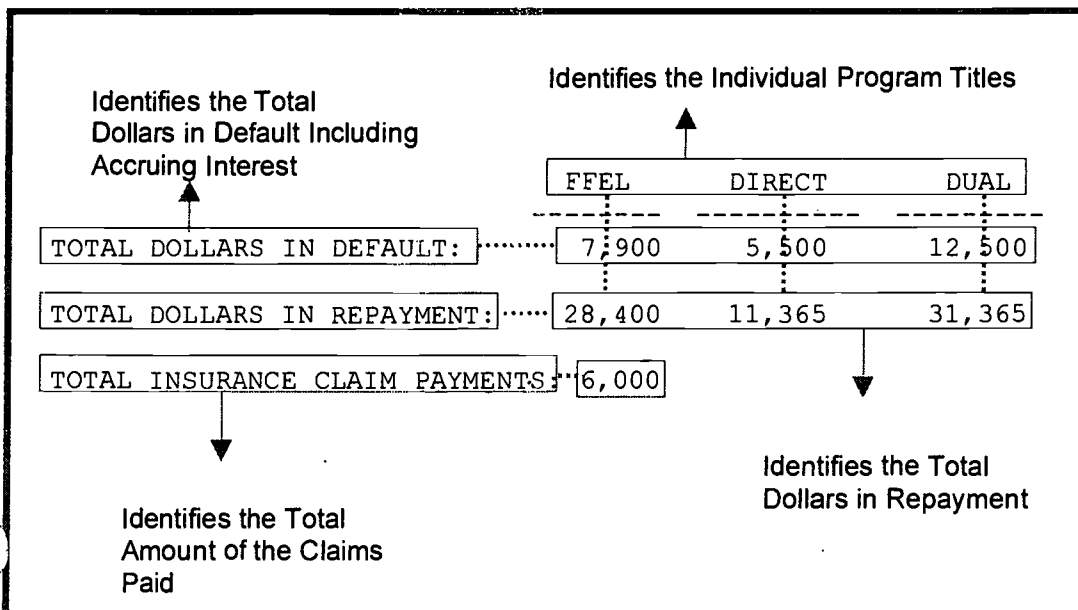 Identifies the Individual Program Titles
Identifies the Total
Dollars in Default Including
Accruing Interest
FFEL DIRECT DUAL
TOTAL DOLLARS IN DEFAULT: 7,900 5,500 12,500
TOTAL DOLLARS IN REPAYMENT: 28,400 11,365 31,365
TOTAL INSURANCE CLAIM PAYMENTS: 6,000
Identifies the Total
Dollars in Repayment
Identifies the Total
Amount of the Claims
Paid